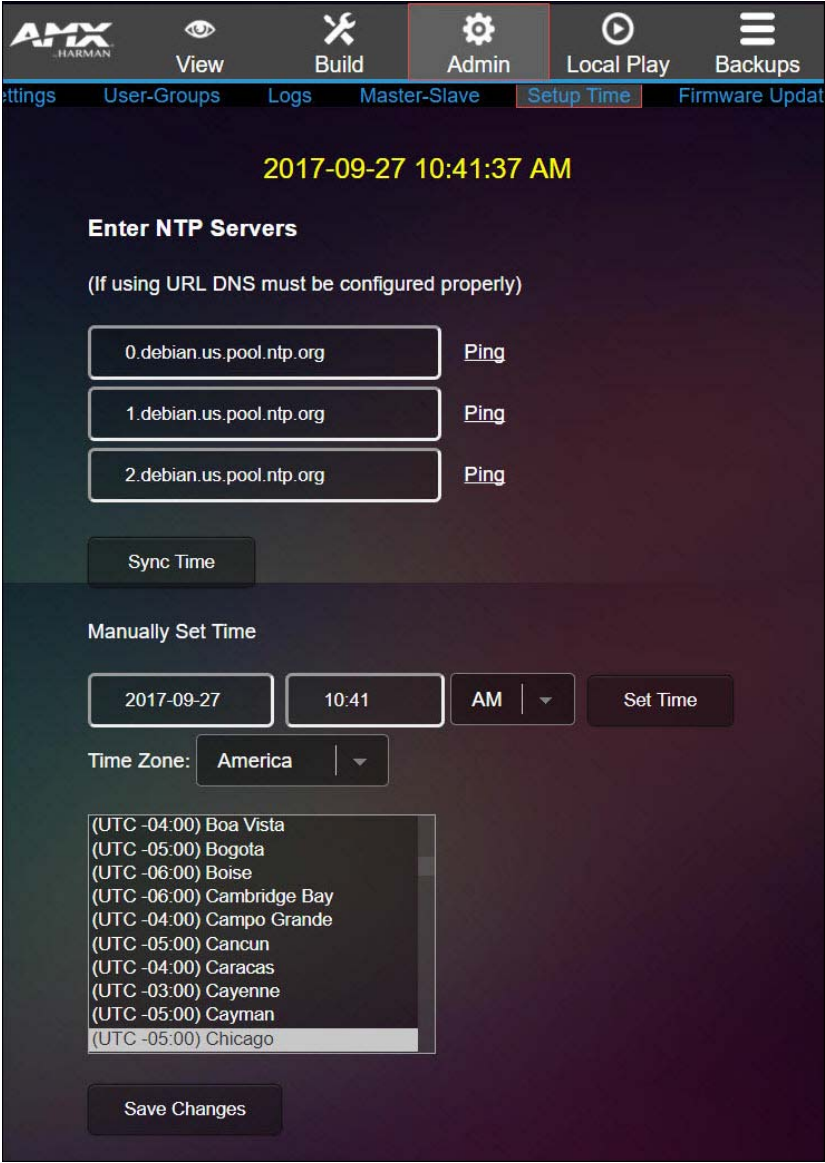 AMX
HARMAN
View
Build
Admin
Local Play
Backups
ettings
User-Groups
Logs
Master-Slave
Setup Time
Firmware Updat
2017-09-27 10:41:37 AM
Enter NTP Servers
(If using URL DNS must be configured properly)
0.debian.us.pool.ntp.org Ping
1.debian.us.pool.ntp.org Ping
2.debian.us.pool.ntp.org Ping
Sync Time
Manually Set Time
2017-09-27 10:41 AM Set Time
Time Zone: America
(UTC -04:00) Boa Vista
(UTC -05:00) Bogota
(UTC -06:00) Boise
(UTC -06:00) Cambridge Bay
(UTC -04:00) Campo Grande
(UTC -05:00) Cancun
(UTC -04:00) Caracas
(UTC -03:00) Cayenne
(UTC -05:00) Cayman
(UTC -05:00) Chicago
Save Changes